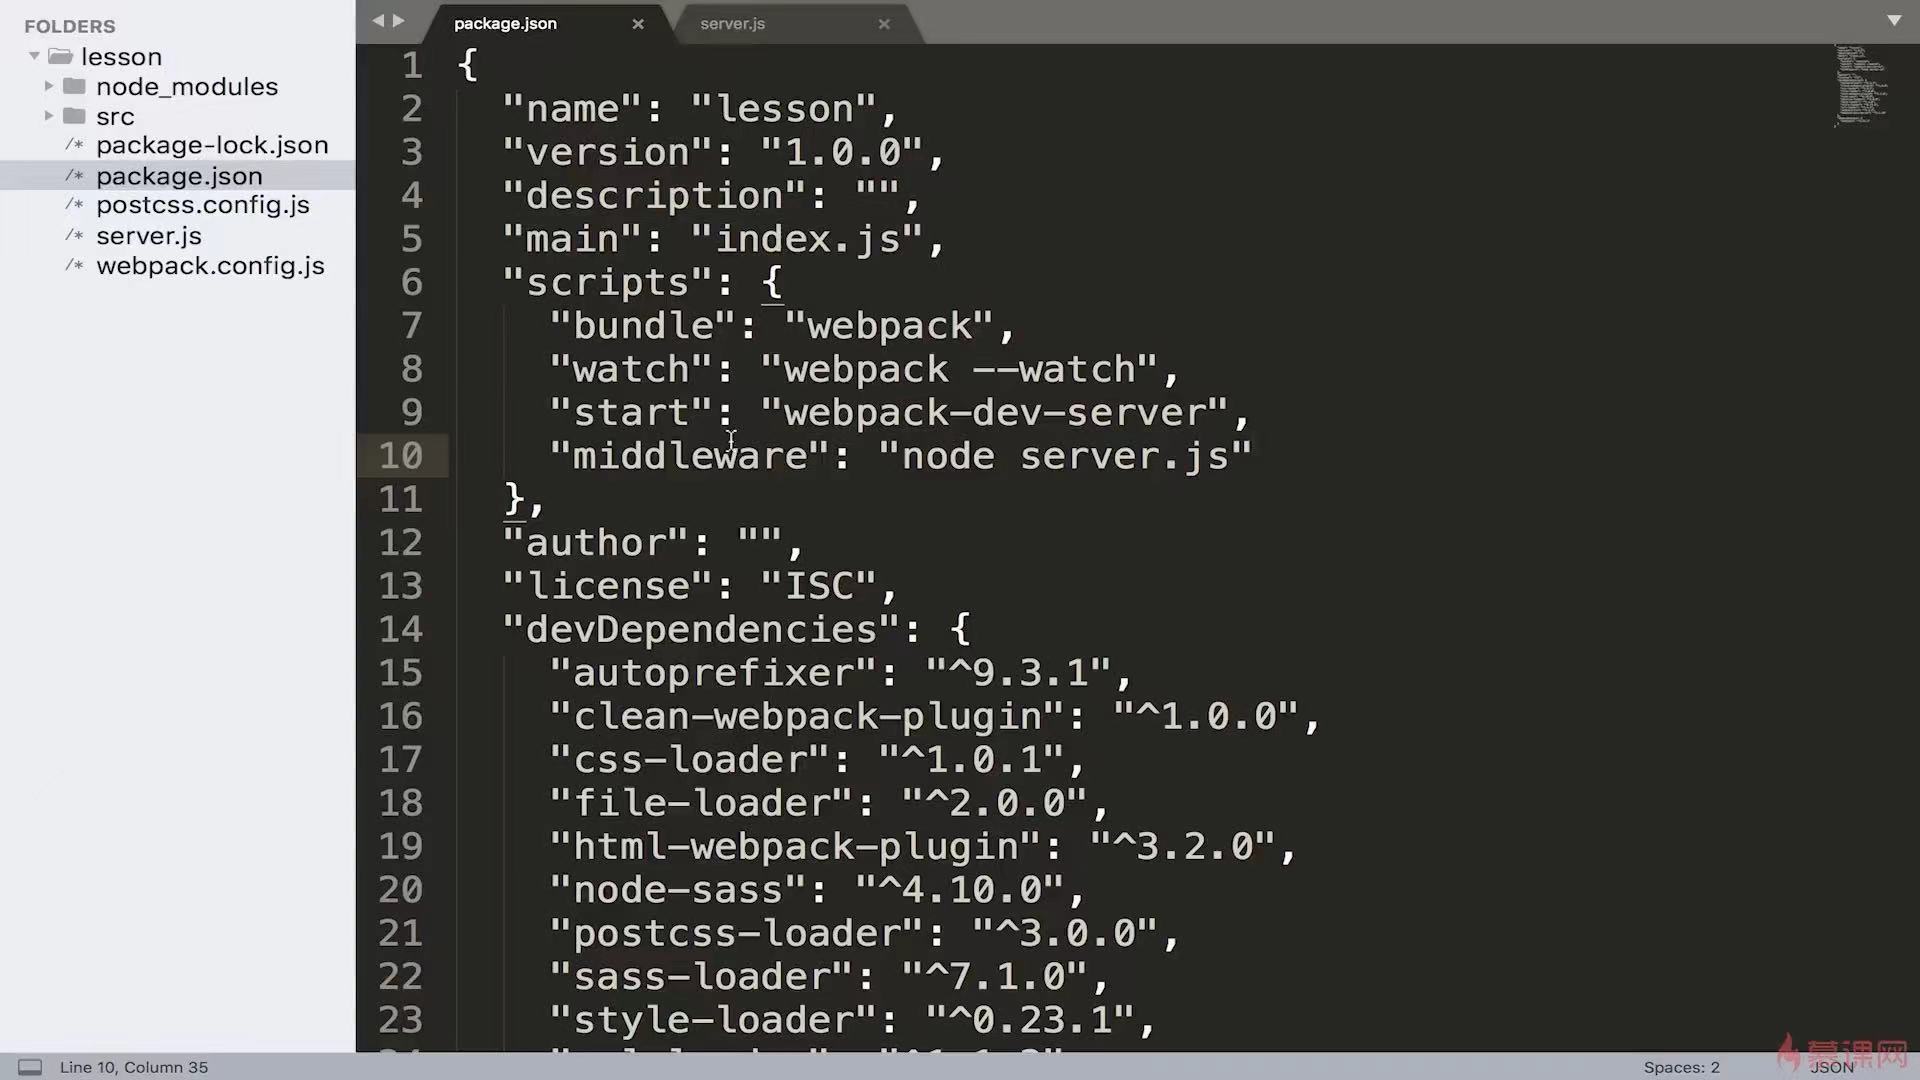 FOLDERS
lesson
node_modules
src
/* package-lock.json
/* package.json
/* postcss.config.js
/* server.js
/* webpack.config.js
package.json × server.js ×
1 {
2 "name": "lesson",
3 "version": "1.0.0",
4 "description": "",
5 "main": "index.js",
6 "scripts": {
7 "bundle": "webpack",
8 "watch": "webpack --watch",
9 "start": "webpack-dev-server",
10 "middleware": "node server.js"
11 },
12 "author": "",
13 "license": "ISC",
14 "devDependencies": {
15 "autoprefixer": "^9.3.1",
16 "clean-webpack-plugin": "^1.0.0",
17 "css-loader": "^1.0.1",
18 "file-loader": "^2.0.0",
19 "html-webpack-plugin": "^3.2.0",
20 "node-sass": "^4.10.0",
21 "postcss-loader": "^3.0.0",
22 "sass-loader": "^7.1.0",
23 "style-loader": "^0.23.1",
Line 10, Column 35
Spaces: 2
JSON
慕课网